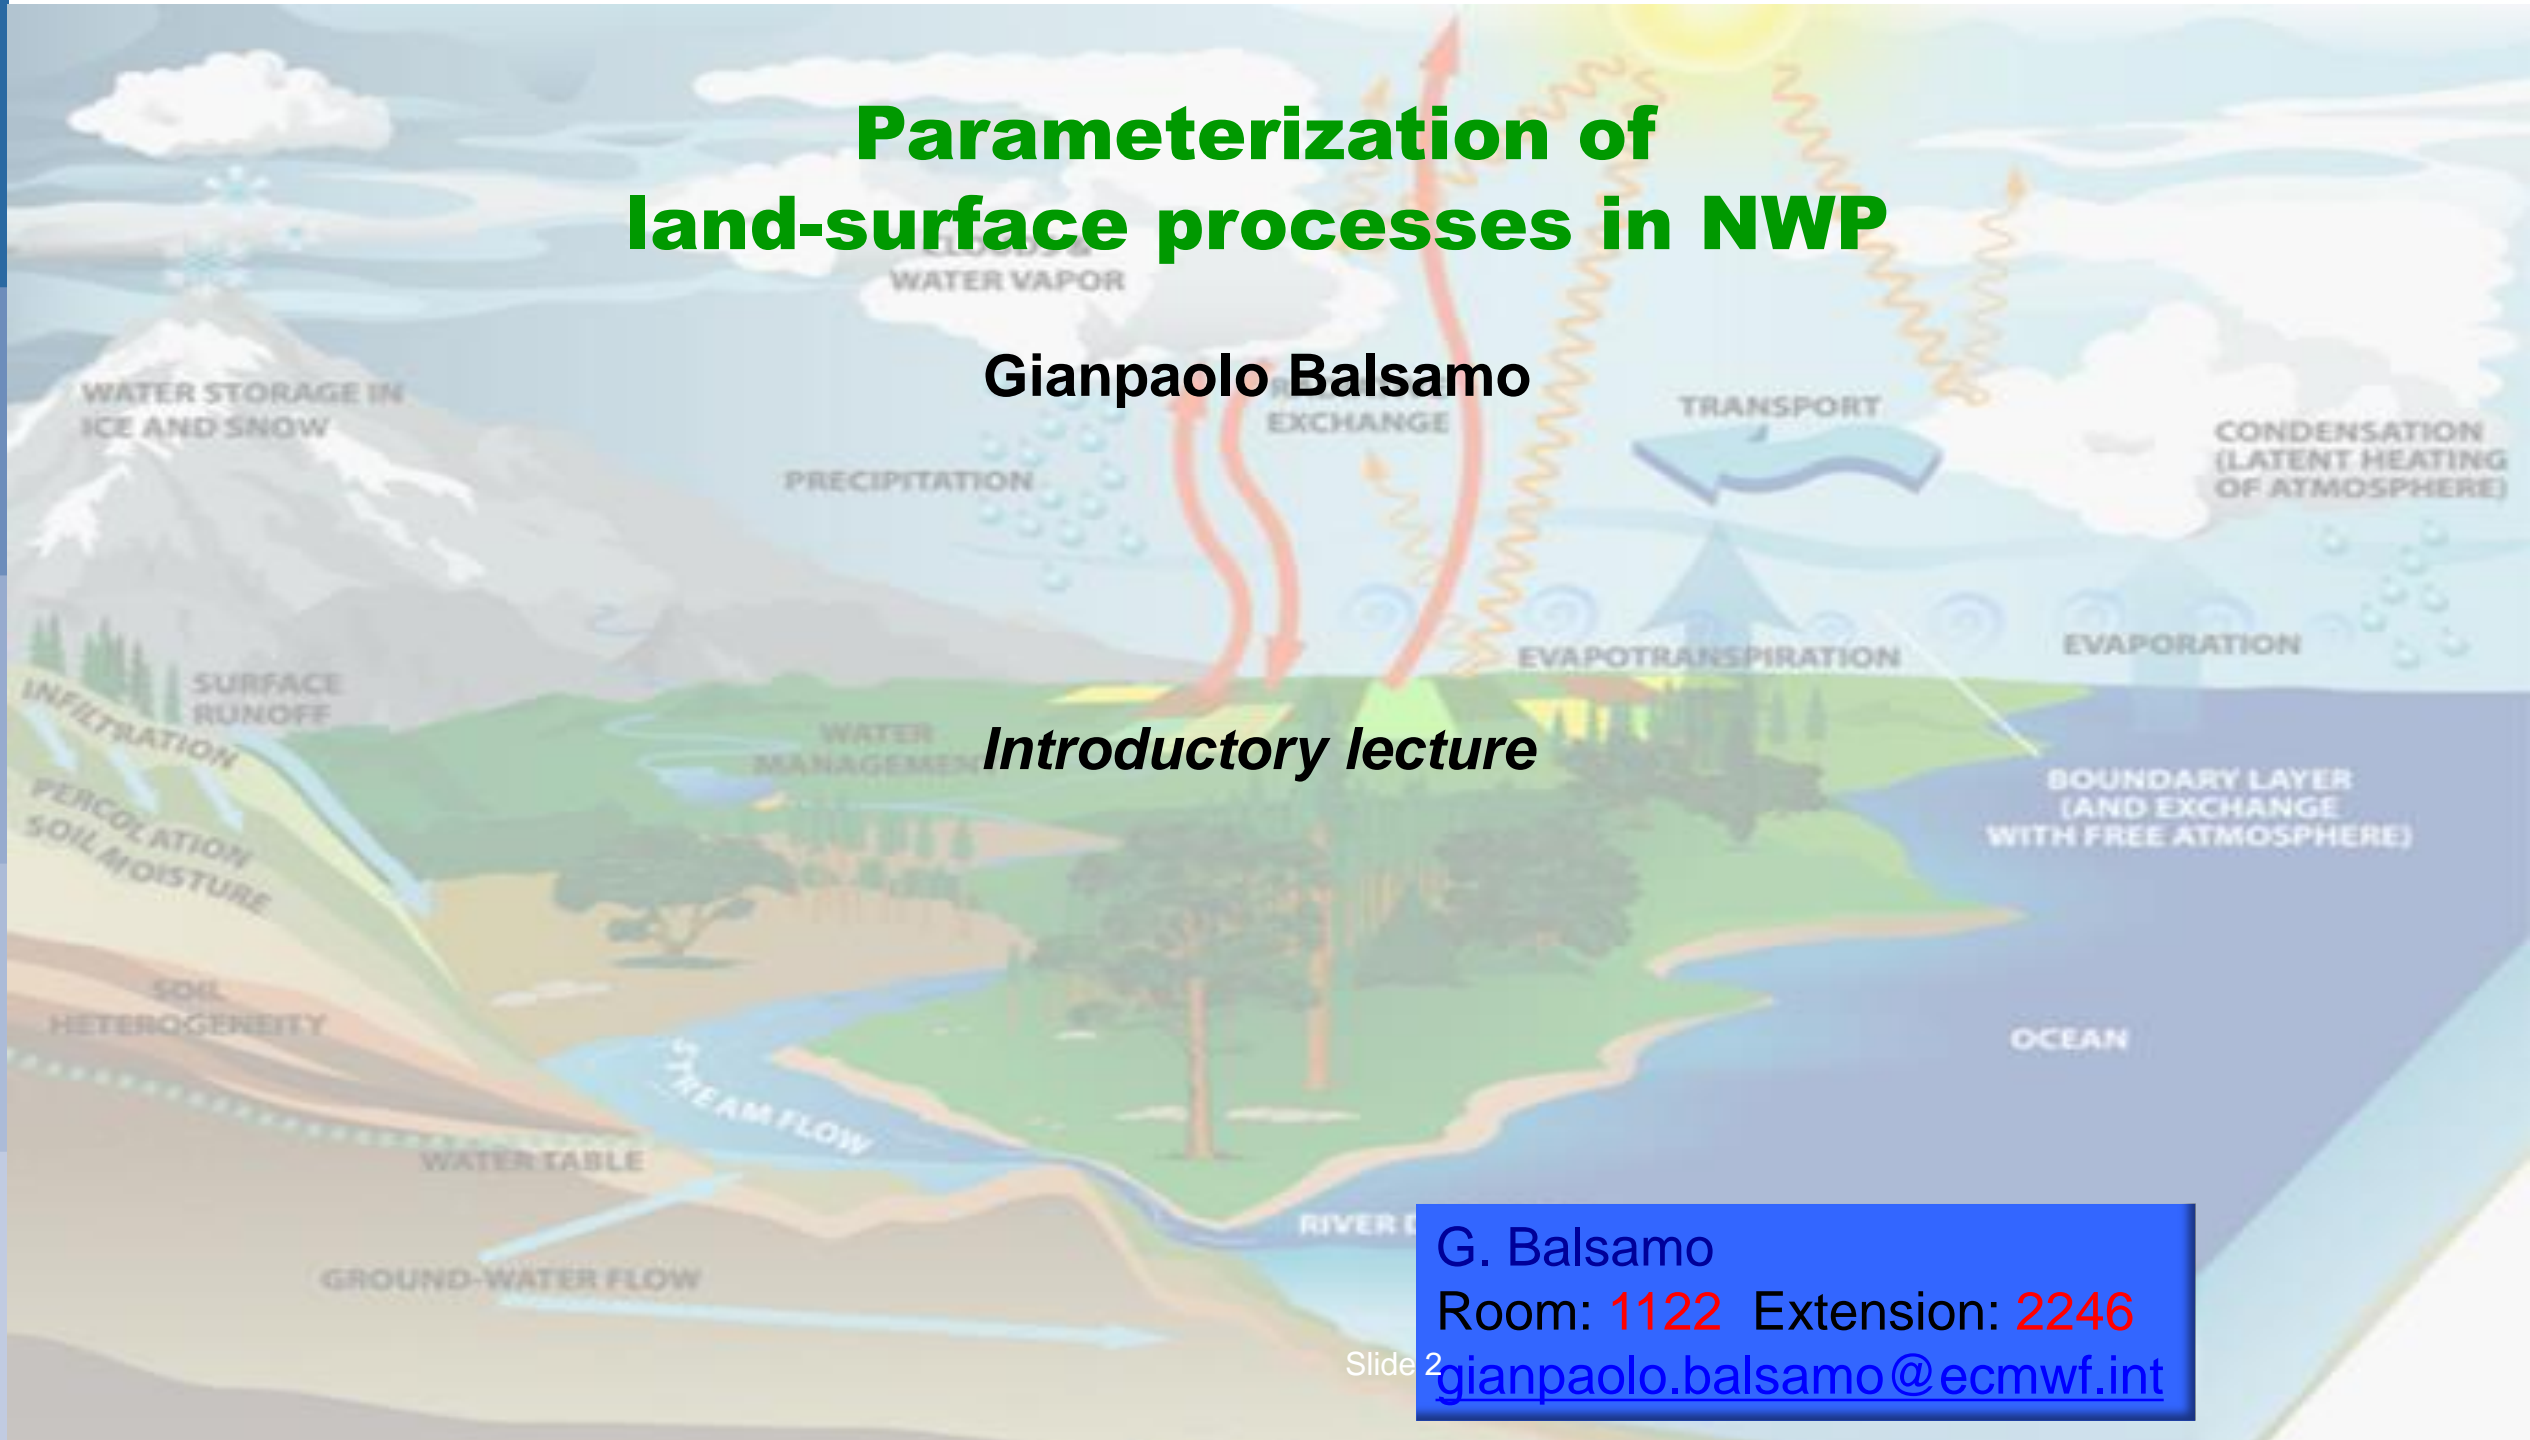 Parameterization of
land-surface processes in NWP
WATER VAPOR
Gianpaolo Balsamo
EXCHANGE
WATER STORAGE IN
ICE AND SNOW
TRANSPORT
CONDENSATION
(LATENT HEATING
OF ATMOSPHERE)
PRECIPITATION
EVAPOTRANSPIRATION
EVAPORATION
SURFACE
RUNOFF
INFILTRATION
WATER
Introductory lecture
PERCOLATION
SOIL MOISTURE
BOUNDARY LAYER
(AND EXCHANGE
WITH FREE ATMOSPHERE)
SOIL
HETEROGENEITY
OCEAN
STREAM FLOW
WATER TABLE
RIVER
GROUND-WATER FLOW
G. Balsamo
Room: 1122 Extension: 2246
Slide 2
gianpaolo.balsamo@ecmwf.int